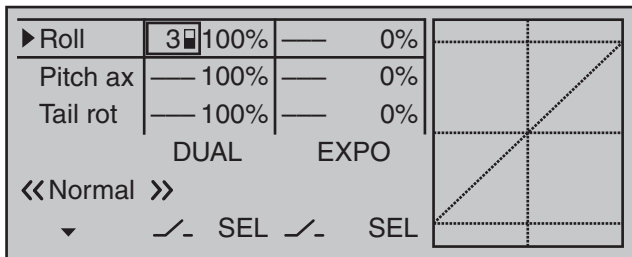 Roll 3 100% ––– 0%
Pitch ax ––– 100% ––– 0%
Tail rot ––– 100% ––– 0%
DUAL EXPO
«Normal »
SEL SEL